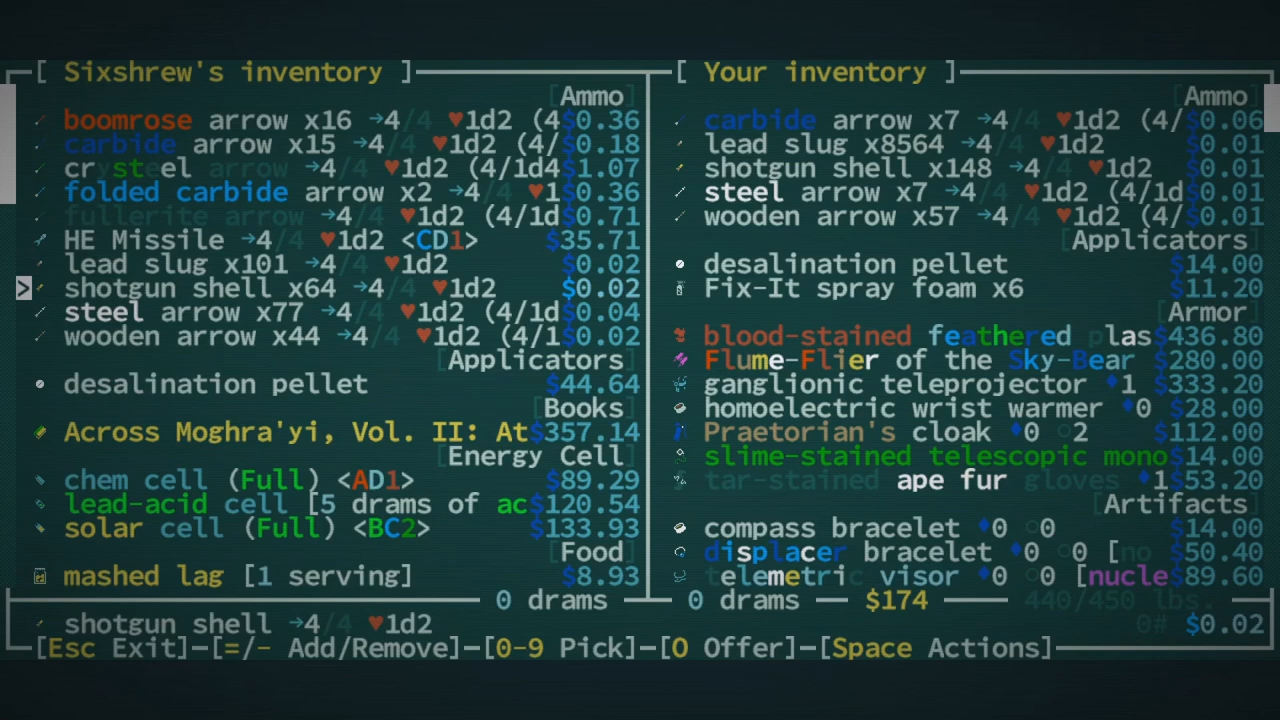 [ Sixshrew's inventory ]
[Ammo]
boomrose arrow x16 →4/4 ♥1d2 (4 $0.36
carbide arrow x15 →4/4 ♥1d2 (4/ $0.18
crysteel arrow →4/4 ♥1d2 (4/1d4 $1.07
folded carbide arrow x2 →4/4 ♥1 $0.36
fullerite arrow →4/4 ♥1d2 (4/1d $0.71
HE Missile →4/4 ♥1d2 <CD1> $35.71
lead slug x101 →4/4 ♥1d2 $0.02
> shotgun shell x64 →4/4 ♥1d2 $0.02
steel arrow x77 →4/4 ♥1d2 (4/1d $0.04
wooden arrow x44 →4/4 ♥1d2 (4/1 $0.02
[Applicators]
desalination pellet $44.64
[Books]
Across Moghra'yi, Vol. II: At $357.14
[Energy Cell]
chem cell (Full) <AD1> $89.29
lead-acid cell [5 drams of ac $120.54
solar cell (Full) <BC2> $133.93
[Food]
mashed lag [1 serving] $8.93
[ Your inventory ]
[Ammo]
carbide arrow x7 →4/4 ♥1d2 (4/ $0.06
lead slug x8564 →4/4 ♥1d2 $0.01
shotgun shell x148 →4/4 ♥1d2 $0.01
steel arrow x7 →4/4 ♥1d2 (4/1d $0.01
wooden arrow x57 →4/4 ♥1d2 (4/ $0.01
[Applicators]
desalination pellet $14.00
Fix-It spray foam x6 $11.20
[Armor]
blood-stained feathered plas $436.80
Flume-Flier of the Sky-Bear $280.00
ganglionic teleprojector ♦1 $333.20
homoelectric wrist warmer ♦0 $28.00
Praetorian's cloak ♦0 ○2 $112.00
slime-stained telescopic mono $14.00
tar-stained ape fur gloves ♦1 $53.20
[Artifacts]
compass bracelet ♦0 ○0 $14.00
displacer bracelet ♦0 ○0 [no $50.40
telemetric visor ♦0 ○0 [nucle $89.60
0 drams 0 drams $174 440/450 lbs.
shotgun shell →4/4 ♥1d2 0# $0.02
[Esc Exit] [=/- Add/Remove] [0-9 Pick] [O Offer] [Space Actions]